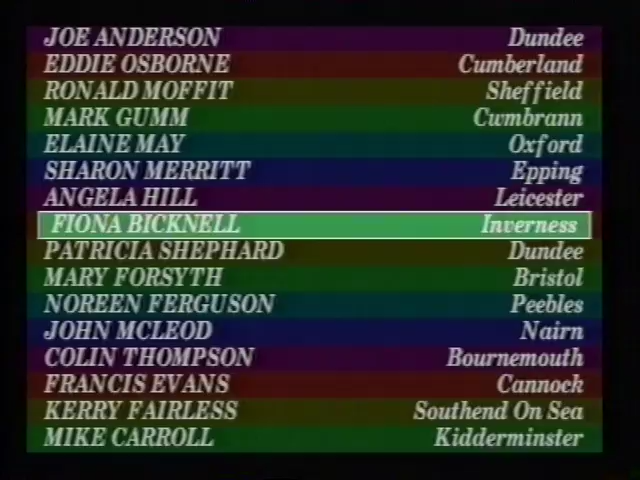 JOE ANDERSON Dundee
EDDIE OSBORNE Cumberland
RONALD MOFFIT Sheffield
MARK GUMM Cwmbrann
ELAINE MAY Oxford
SHARON MERRITT Epping
ANGELA HILL Leicester
FIONA BICKNELL Inverness
PATRICIA SHEPHARD Dundee
MARY FORSYTH Bristol
NOREEN FERGUSON Peebles
JOHN MCLEOD Nairn
COLIN THOMPSON Bournemouth
FRANCIS EVANS Cannock
KERRY FAIRLESS Southend On Sea
MIKE CARROLL Kidderminster